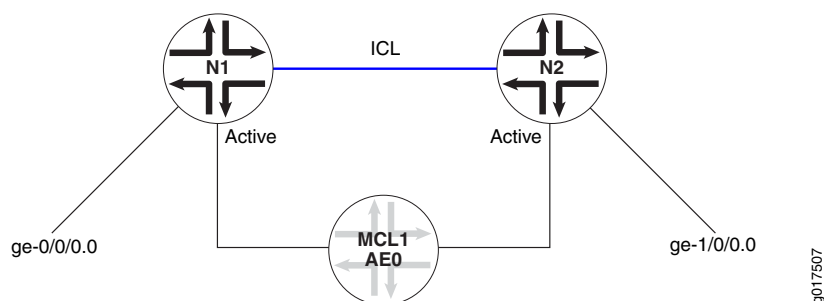 ICL
N1
N2
Active
Active
MCL1
AE0
ge-0/0/0.0
ge-1/0/0.0
g017507